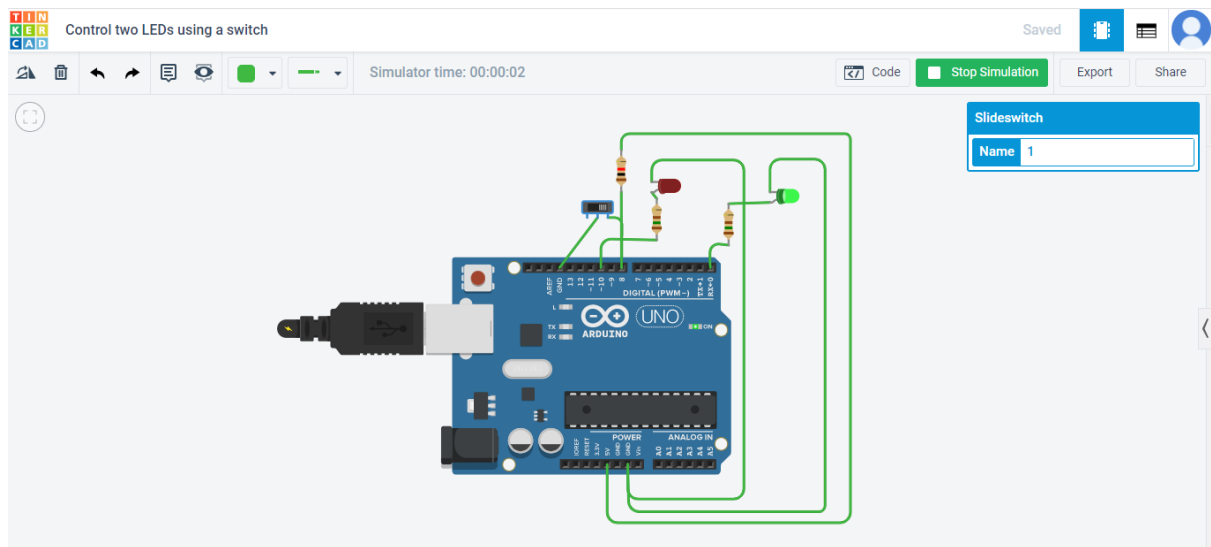 TIN
KER
CAD
Control two LEDs using a switch
Saved
Simulator time: 00:00:02
Code
Stop Simulation
Export
Share
Slideswitch
Name 1
AREF
GND
13
12
~11
~10
~9
8
7
~6
~5
4
~3
2
TX→1
RX←0
DIGITAL (PWM~)
L
TX
RX
ARDUINO
UNO
ON
POWER
ANALOG IN
IOREF
RESET
3.3V
5V
GND
GND
Vin
A0
A1
A2
A3
A4
A5